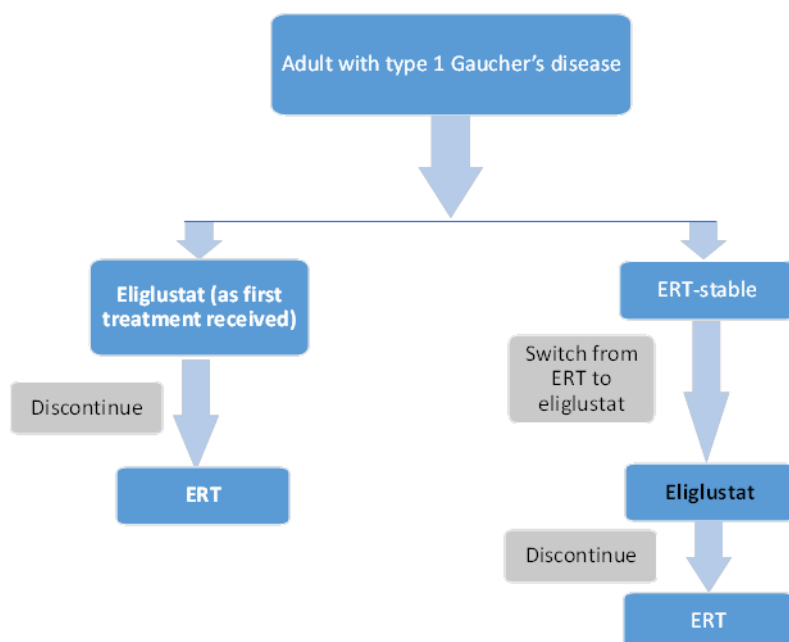 Adult with type 1 Gaucher’s disease
Eliglustat (as first
treatment received)
Discontinue
ERT
ERT-stable
Switch from
ERT to
eliglustat
Eliglustat
Discontinue
ERT